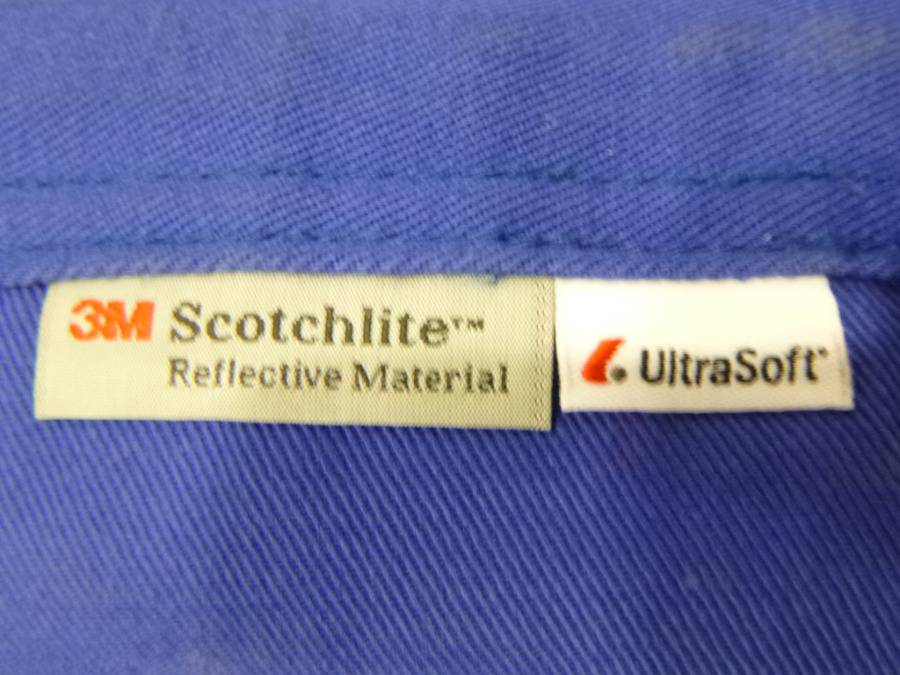 3M Scotchlite™
Reflective Material
UltraSoft